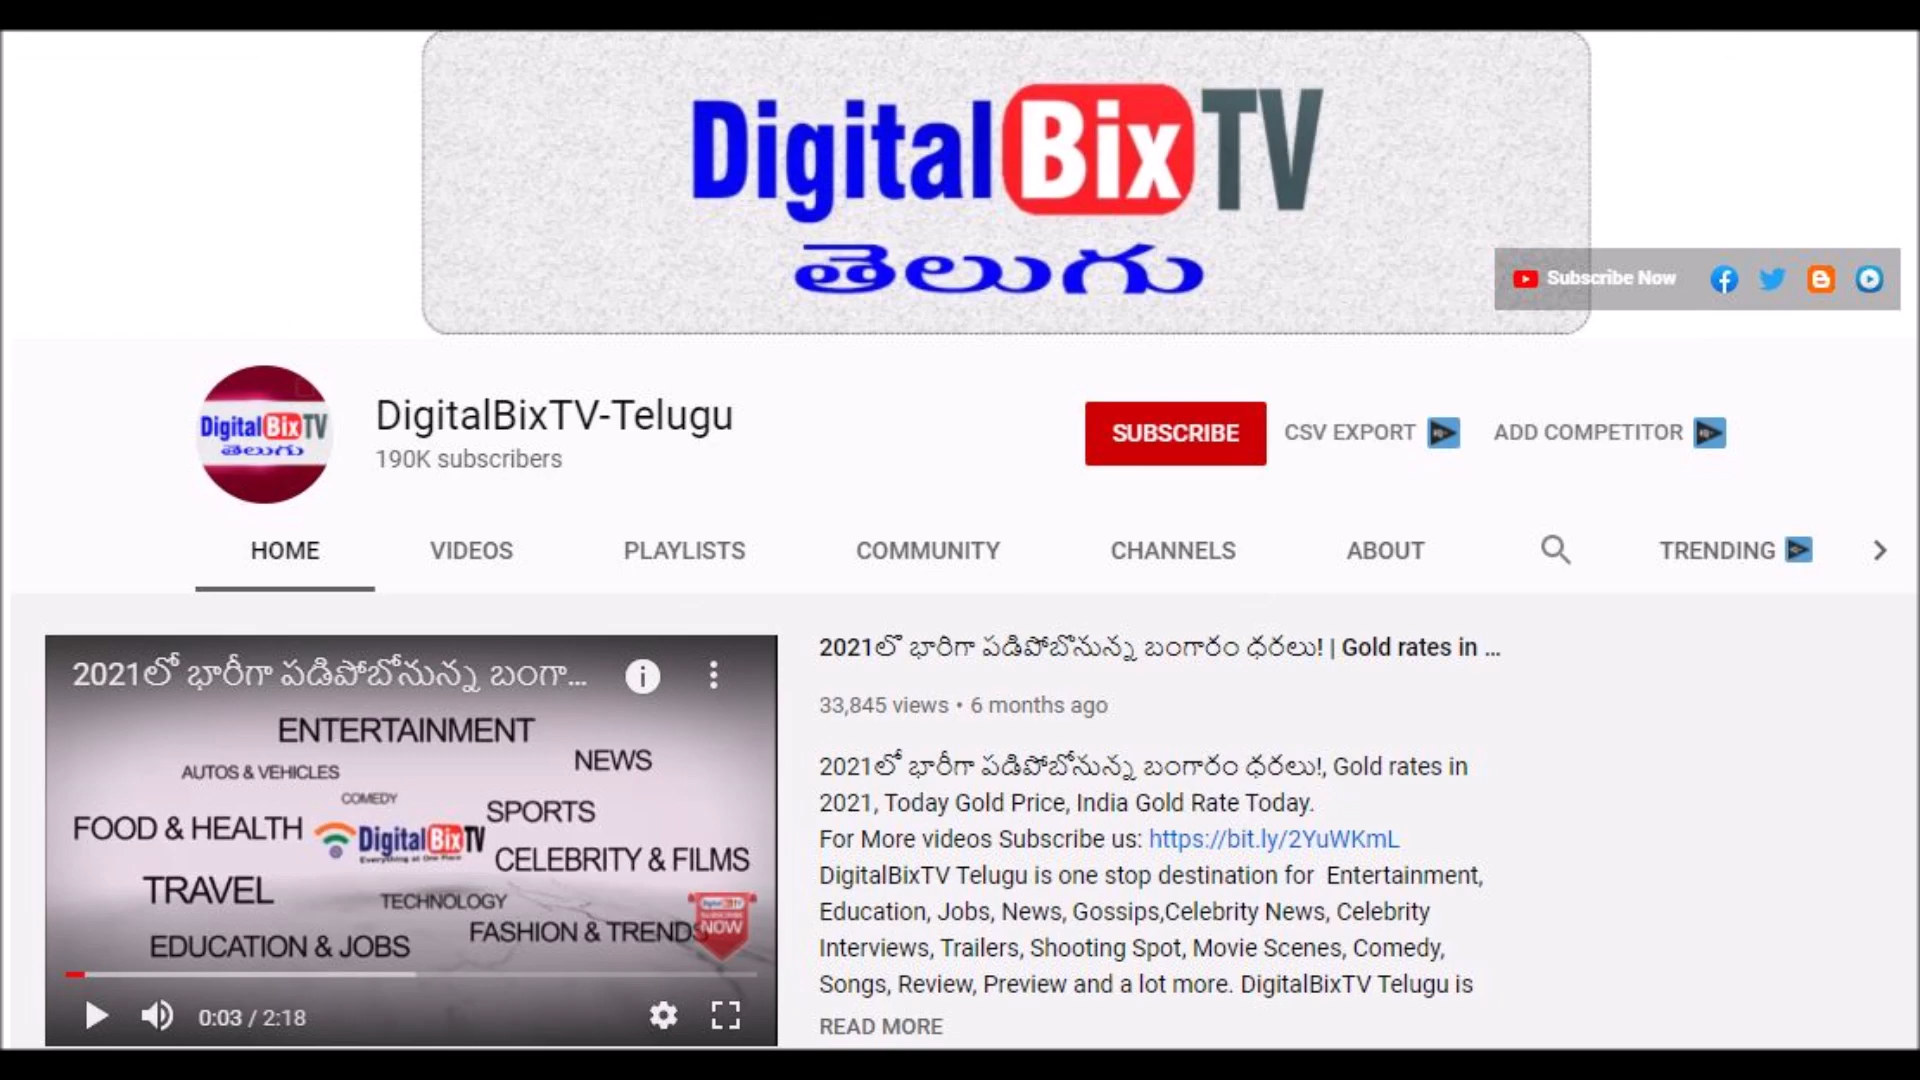 DigitalBixTV
తెలుగు
Subscribe Now
DigitalBixTV
తెలుగు
DigitalBixTV-Telugu
190K subscribers
SUBSCRIBE
CSV EXPORT
ADD COMPETITOR
HOME
VIDEOS
PLAYLISTS
COMMUNITY
CHANNELS
ABOUT
TRENDING
2021లో భారీగా పడిపోబోనున్న బంగా...
ENTERTAINMENT
NEWS
AUTOS & VEHICLES
COMEDY
SPORTS
FOOD & HEALTH
DigitalBixTV
Everything at One Place
CELEBRITY & FILMS
TRAVEL
TECHNOLOGY
FASHION & TRENDS
NOW
EDUCATION & JOBS
0:03 / 2:18
2021లో భారీగా పడిపోబోనున్న బంగారం ధరలు! | Gold rates in ...
33,845 views • 6 months ago
2021లో భారీగా పడిపోబోనున్న బంగారం ధరలు!, Gold rates in
2021, Today Gold Price, India Gold Rate Today.
For More videos Subscribe us: https://bit.ly/2YuWKmL
DigitalBixTV Telugu is one stop destination for Entertainment,
Education, Jobs, News, Gossips,Celebrity News, Celebrity
Interviews, Trailers, Shooting Spot, Movie Scenes, Comedy,
Songs, Review, Preview and a lot more. DigitalBixTV Telugu is
READ MORE